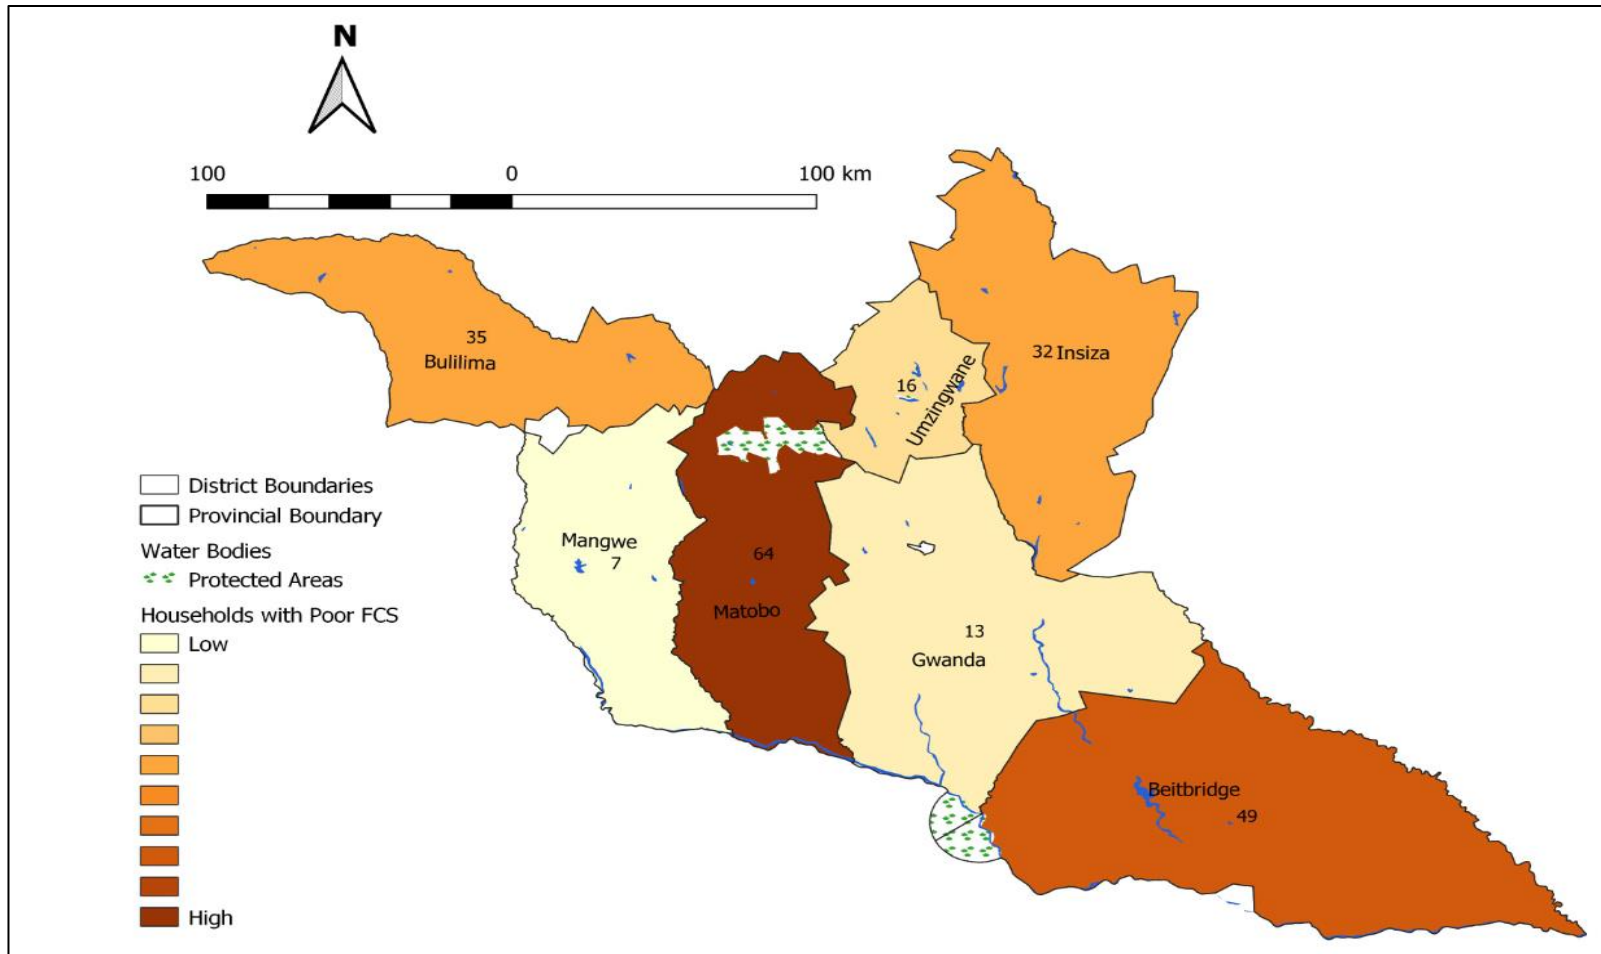 N
100 0 100 km
35
Bulilima
32 Insiza
16
Umzingwane
District Boundaries
Provincial Boundary
Water Bodies
Protected Areas
Households with Poor FCS
Low
High
Mangwe
7
64
Matobo
13
Gwanda
Beitbridge
49